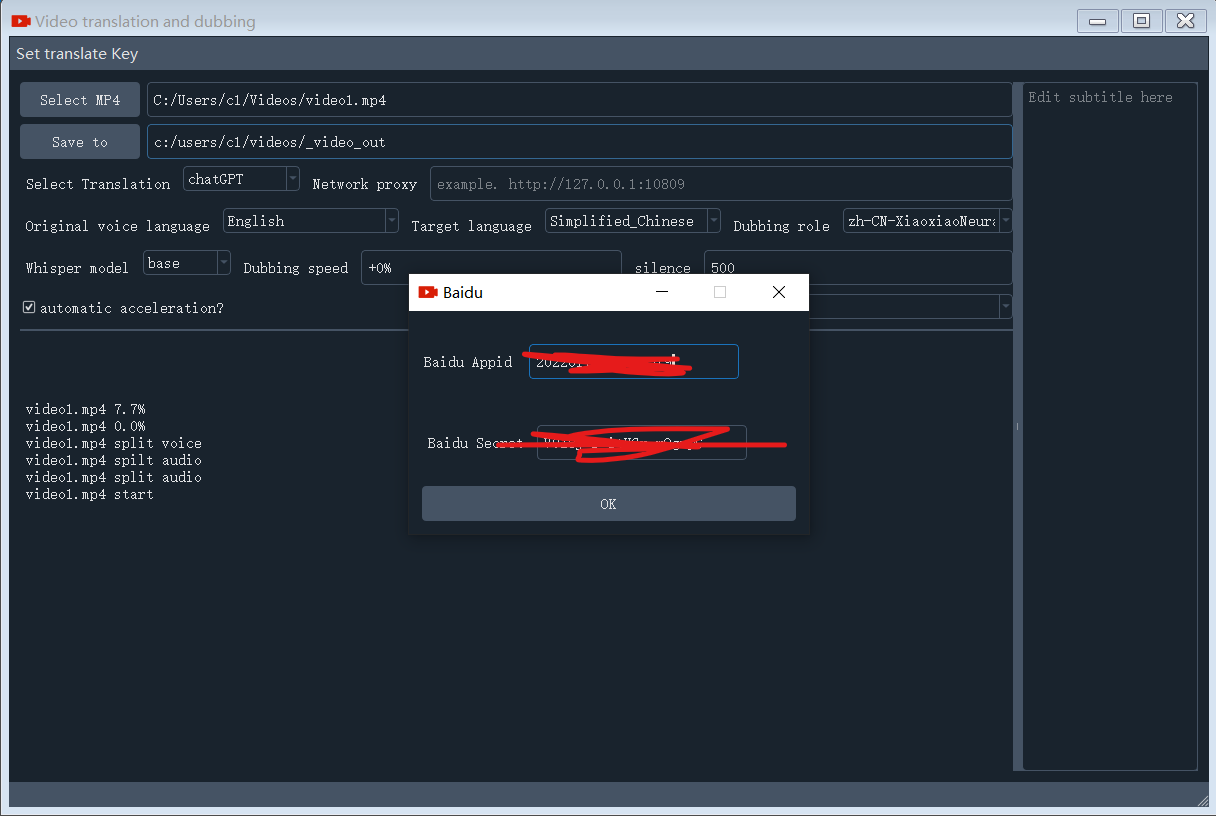 Video translation and dubbing
Set translate Key
Select MP4 C:/Users/c1/Videos/video1.mp4
Edit subtitle here
Save to c:/users/c1/videos/_video_out
Select Translation chatGPT Network proxy example. http://127.0.0.1:10809
Original voice language English Target language Simplified_Chinese Dubbing role zh-CN-XiaoxiaoNeura
Whisper model base Dubbing speed +0% silence 500
automatic acceleration?
Baidu
Baidu Appid
Baidu Secret
OK
video1.mp4 7.7%
video1.mp4 0.0%
video1.mp4 split voice
video1.mp4 spilt audio
video1.mp4 split audio
video1.mp4 start